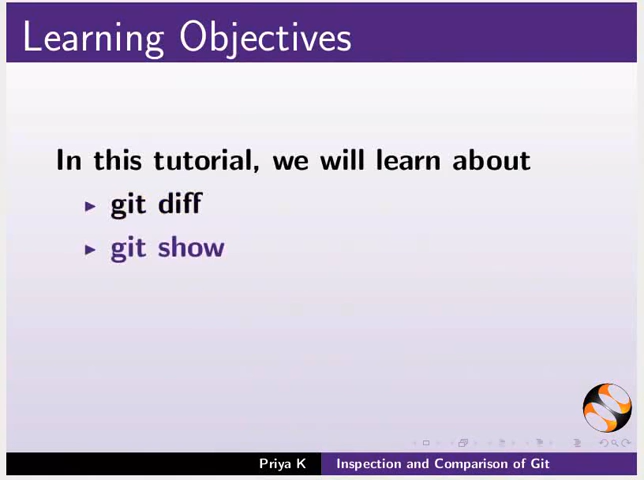 Learning Objectives
In this tutorial, we will learn about
git diff
git show
Priya K
Inspection and Comparison of Git